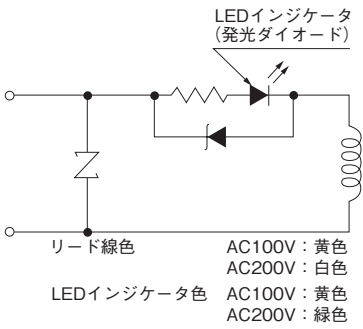 LEDインジケータ
(発光ダイオード)
リード線色 AC100V：黄色
AC200V：白色
LEDインジケータ色 AC100V：黄色
AC200V：緑色